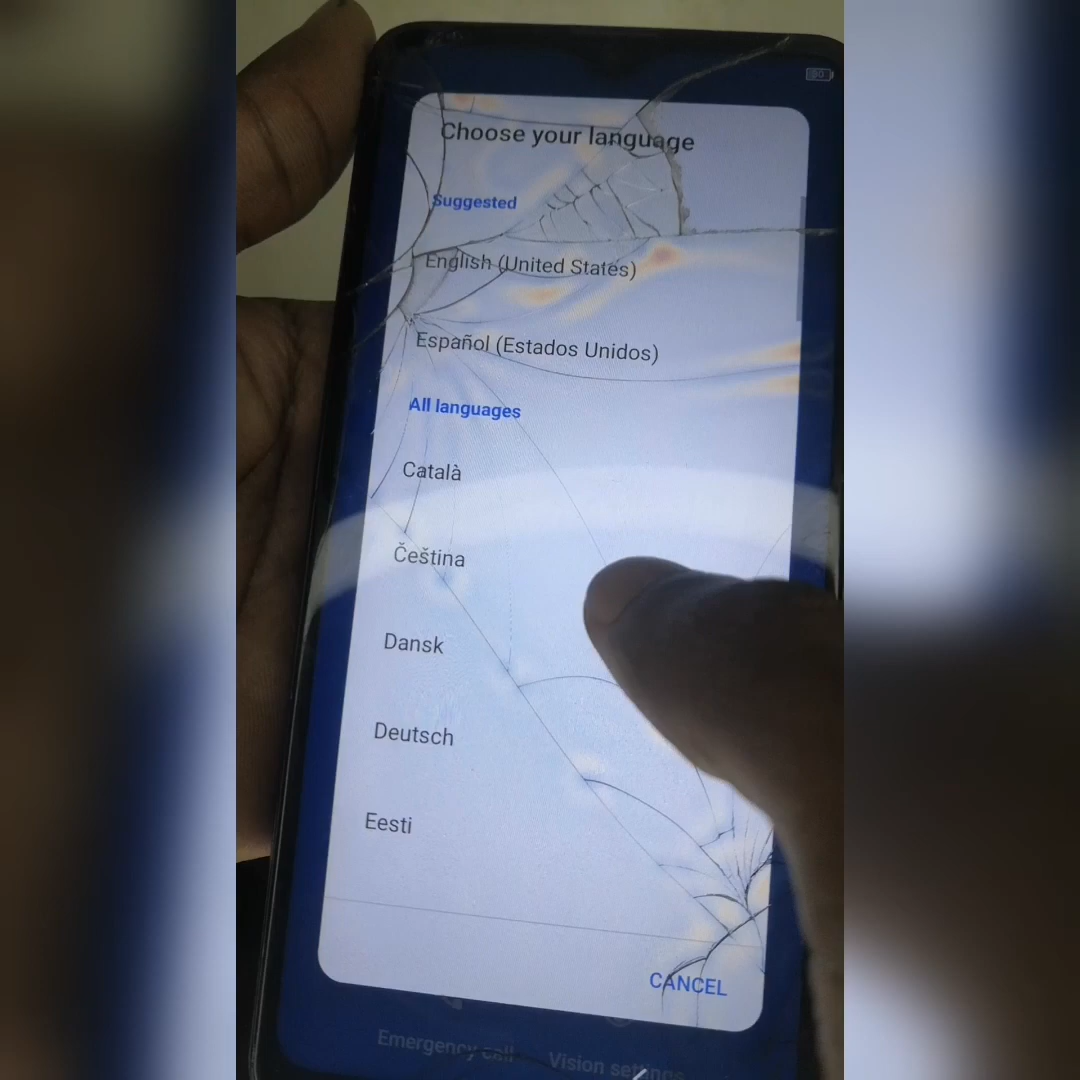 80
Choose your language
Suggested
English (United States)
Español (Estados Unidos)
All languages
Català
Čeština
Dansk
Deutsch
Eesti
CANCEL
Emergency call
Vision settings